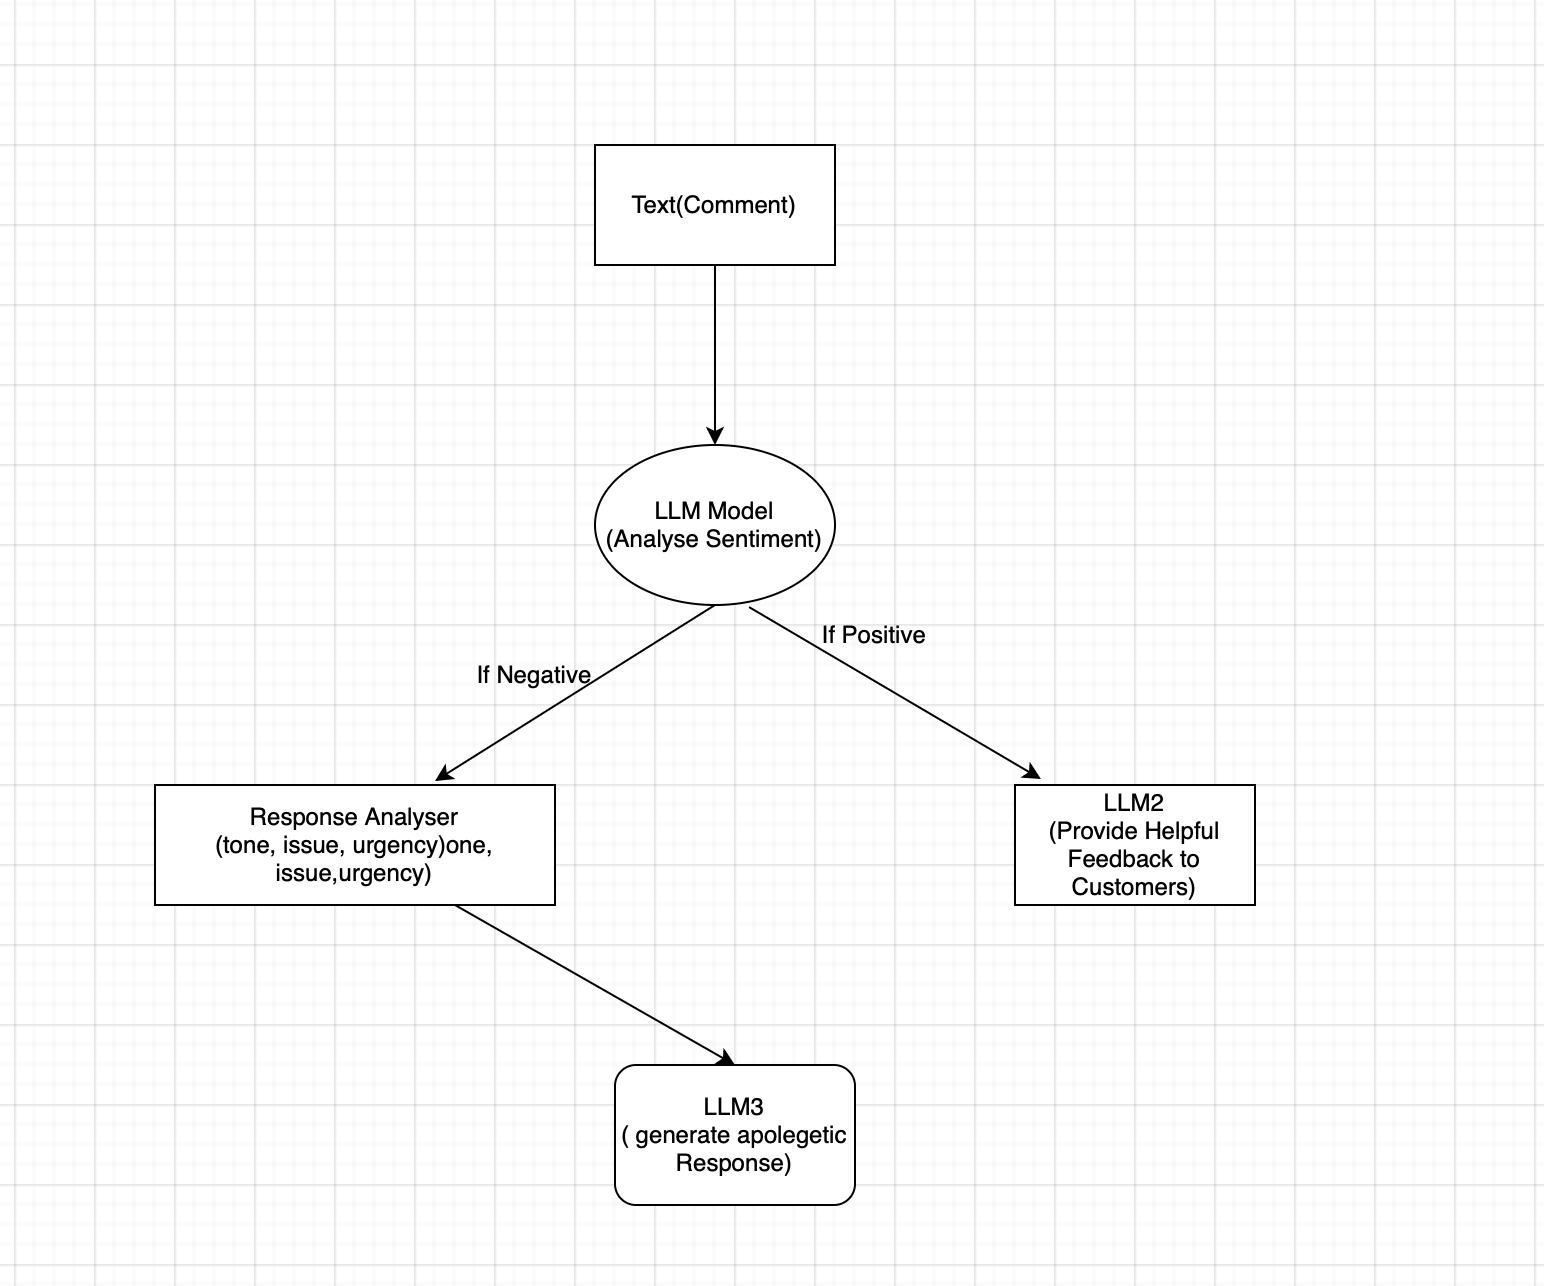 Text(Comment)
LLM Model
(Analyse Sentiment)
If Positive
If Negative
Response Analyser
(tone, issue, urgency)one,
issue,urgency)
LLM2
(Provide Helpful
Feedback to
Customers)
LLM3
( generate apolegetic
Response)